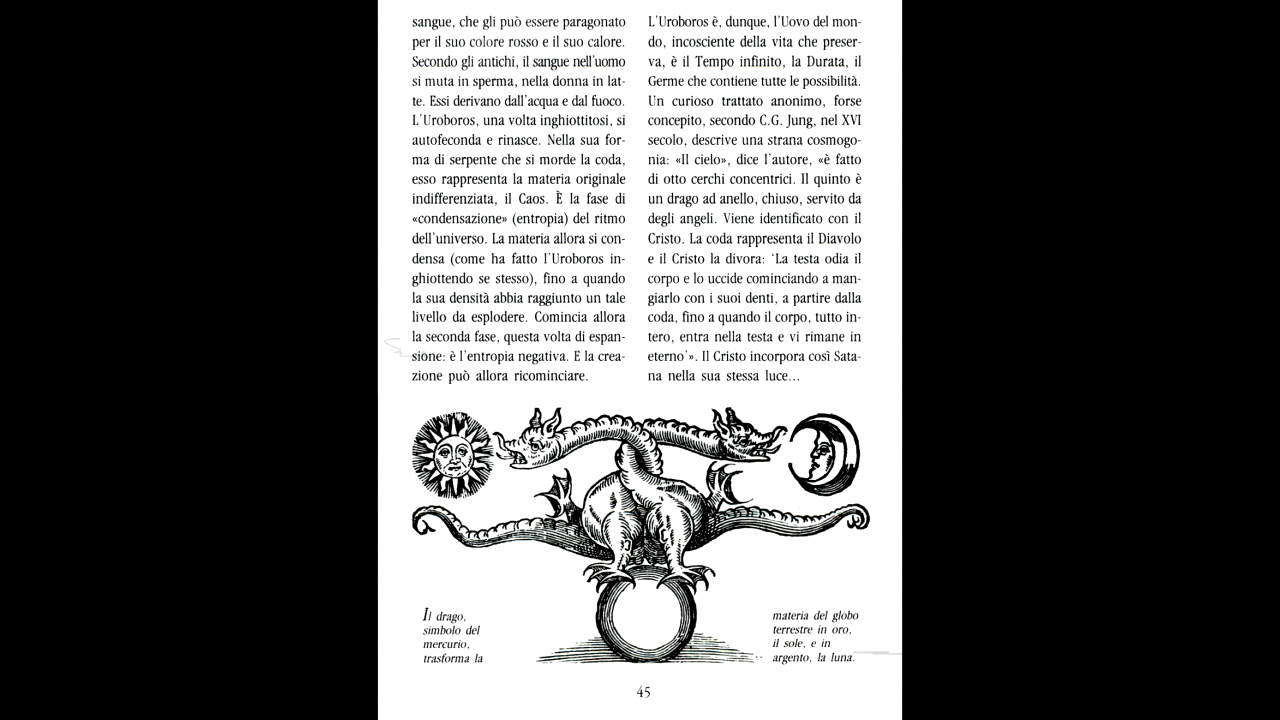 sangue, che gli può essere paragonato
per il suo colore rosso e il suo calore.
Secondo gli antichi, il sangue nell'uomo
si muta in sperma, nella donna in lat-
te. Essi derivano dall'acqua e dal fuoco.
L'Uroboros, una volta inghiottitosi, si
autofeconda e rinasce. Nella sua for-
ma di serpente che si morde la coda,
esso rappresenta la materia originale
indifferenziata, il Caos. È la fase di
«condensazione» (entropia) del ritmo
dell'universo. La materia allora si con-
densa (come ha fatto l'Uroboros in-
ghiottendo se stesso), fino a quando
la sua densità abbia raggiunto un tale
livello da esplodere. Comincia allora
la seconda fase, questa volta di espan-
sione: è l'entropia negativa. E la crea-
zione può allora ricominciare.
L'Uroboros è, dunque, l'Uovo del mon-
do, incosciente della vita che preser-
va, è il Tempo infinito, la Durata, il
Germe che contiene tutte le possibilità.
Un curioso trattato anonimo, forse
concepito, secondo C.G. Jung, nel XVI
secolo, descrive una strana cosmogo-
nia: «Il cielo», dice l'autore, «è fatto
di otto cerchi concentrici. Il quinto è
un drago ad anello, chiuso, servito da
degli angeli. Viene identificato con il
Cristo. La coda rappresenta il Diavolo
e il Cristo la divora: 'La testa odia il
corpo e lo uccide cominciando a man-
giarlo con i suoi denti, a partire dalla
coda, fino a quando il corpo, tutto in-
tero, entra nella testa e vi rimane in
eterno'». Il Cristo incorpora così Sata-
na nella sua stessa luce...
Il drago,
simbolo del
mercurio,
trasforma la
materia del globo
terrestre in oro,
il sole, e in
argento, la luna.
45